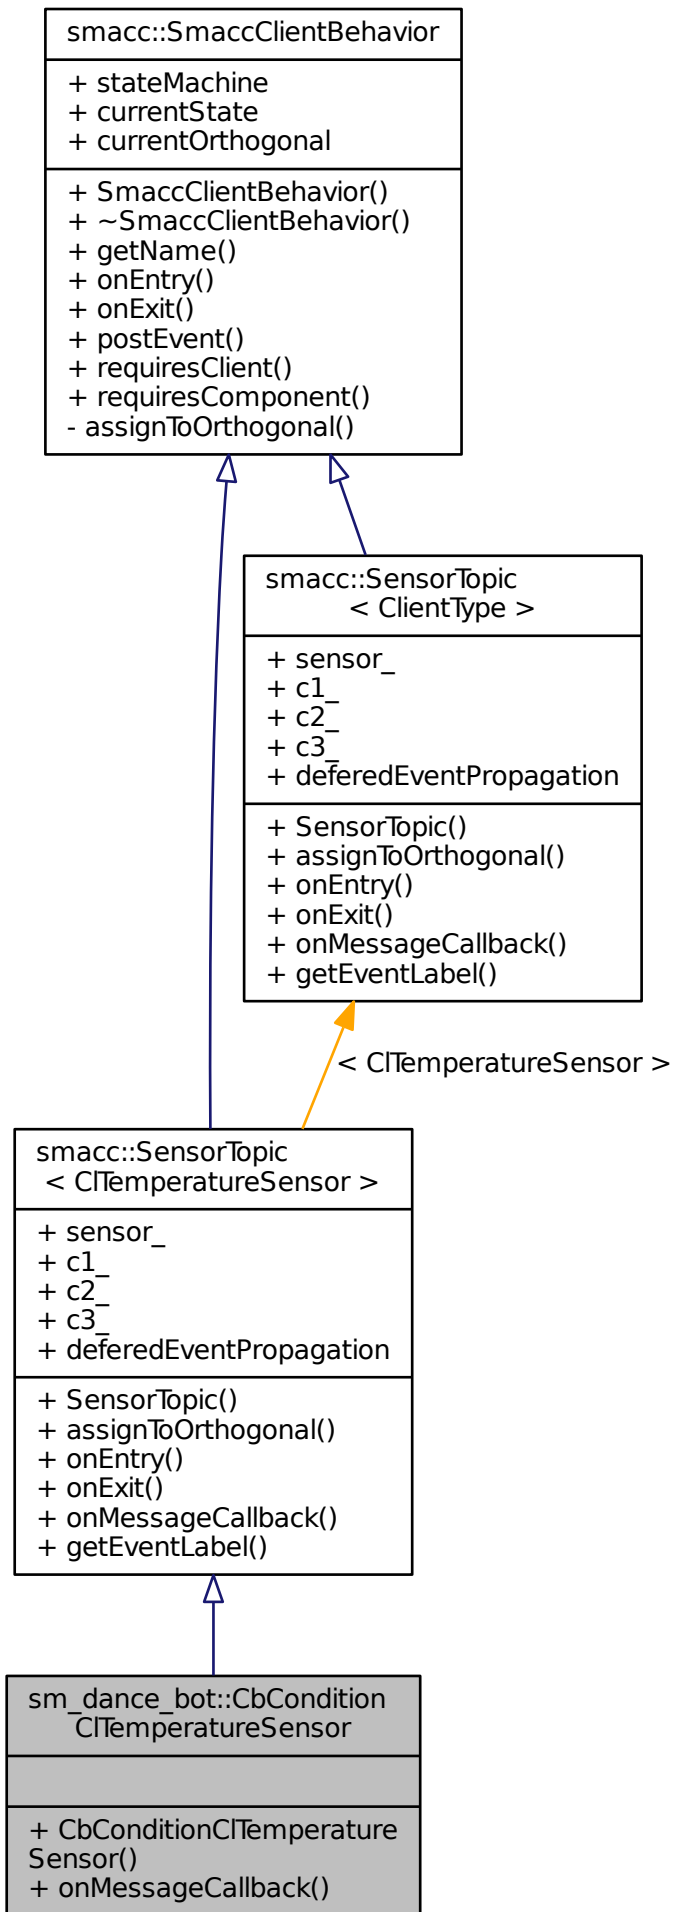 smacc::SmaccClientBehavior
+ stateMachine
+ currentState
+ currentOrthogonal
+ SmaccClientBehavior()
+ ~SmaccClientBehavior()
+ getName()
+ onEntry()
+ onExit()
+ postEvent()
+ requiresClient()
+ requiresComponent()
- assignToOrthogonal()
smacc::SensorTopic
< ClientType >
+ sensor_
+ c1_
+ c2_
+ c3_
+ deferedEventPropagation
+ SensorTopic()
+ assignToOrthogonal()
+ onEntry()
+ onExit()
+ onMessageCallback()
+ getEventLabel()
< ClTemperatureSensor >
smacc::SensorTopic
< ClTemperatureSensor >
+ sensor_
+ c1_
+ c2_
+ c3_
+ deferedEventPropagation
+ SensorTopic()
+ assignToOrthogonal()
+ onEntry()
+ onExit()
+ onMessageCallback()
+ getEventLabel()
sm_dance_bot::CbCondition
ClTemperatureSensor
+ CbConditionClTemperature
Sensor()
+ onMessageCallback()